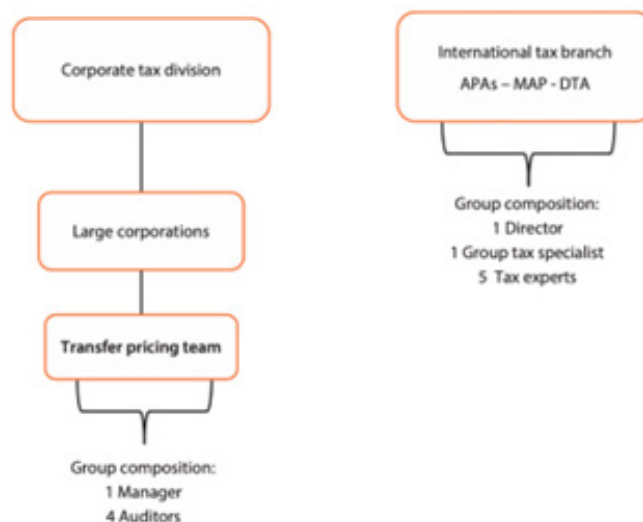 Corporate tax division
Large corporations
Transfer pricing team
Group composition:
1 Manager
4 Auditors
International tax branch
APAs – MAP - DTA
Group composition:
1 Director
1 Group tax specialist
5 Tax experts